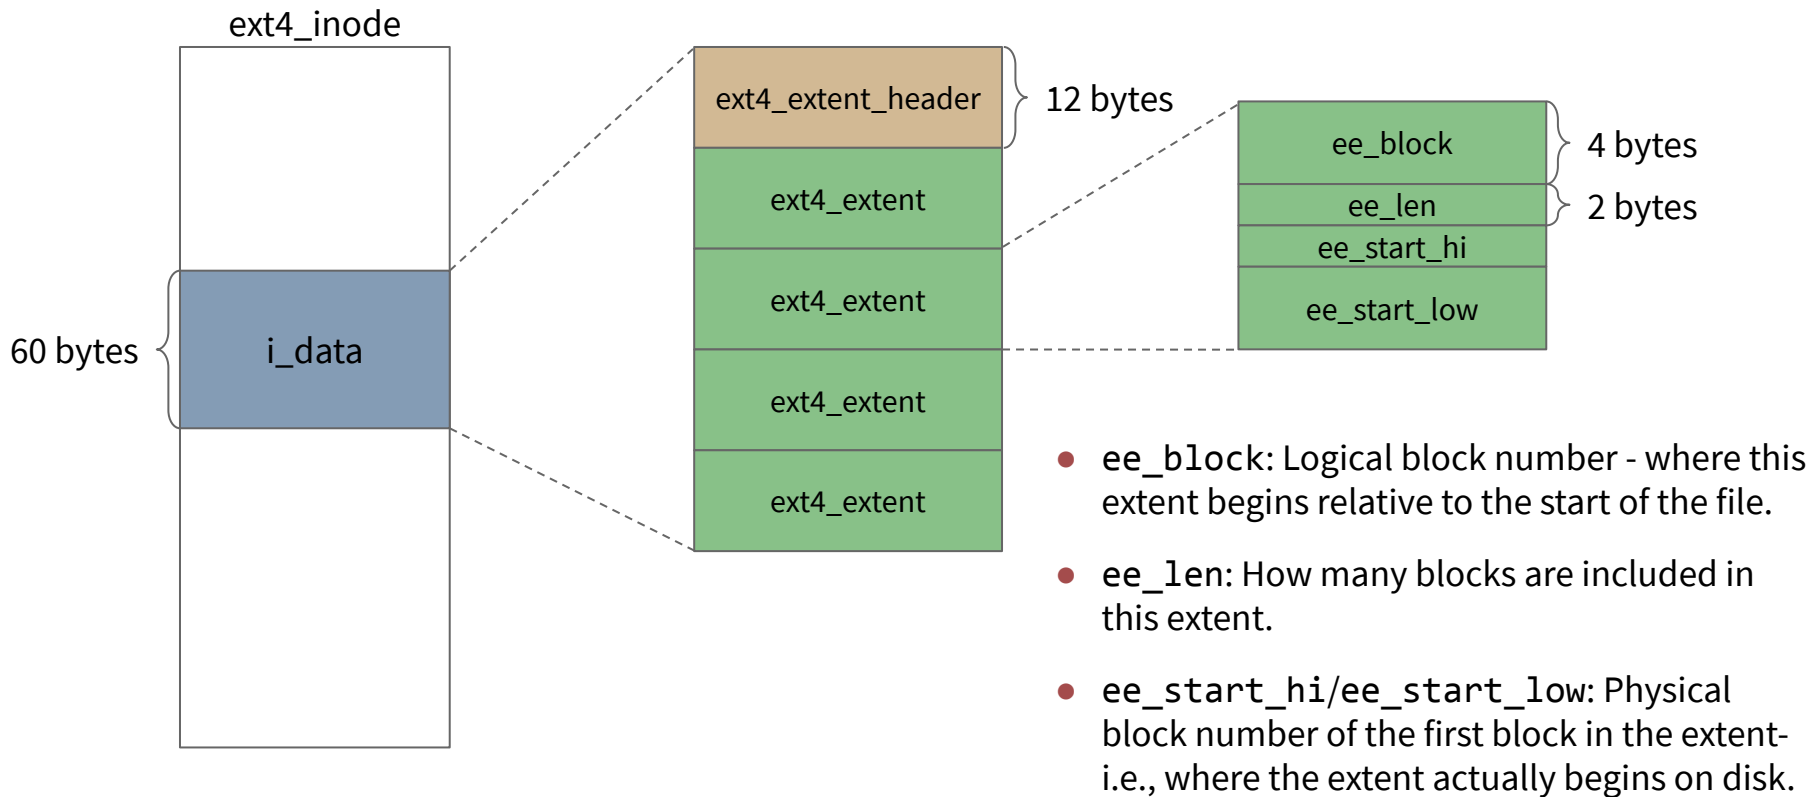 ext4_inode
60 bytes
i_data
ext4_extent_header
12 bytes
ext4_extent
ext4_extent
ext4_extent
ext4_extent
ee_block
4 bytes
ee_len
2 bytes
ee_start_hi
ee_start_low
● ee_block: Logical block number - where this
extent begins relative to the start of the file.
● ee_len: How many blocks are included in
this extent.
● ee_start_hi/ee_start_low: Physical
block number of the first block in the extent-
i.e., where the extent actually begins on disk.